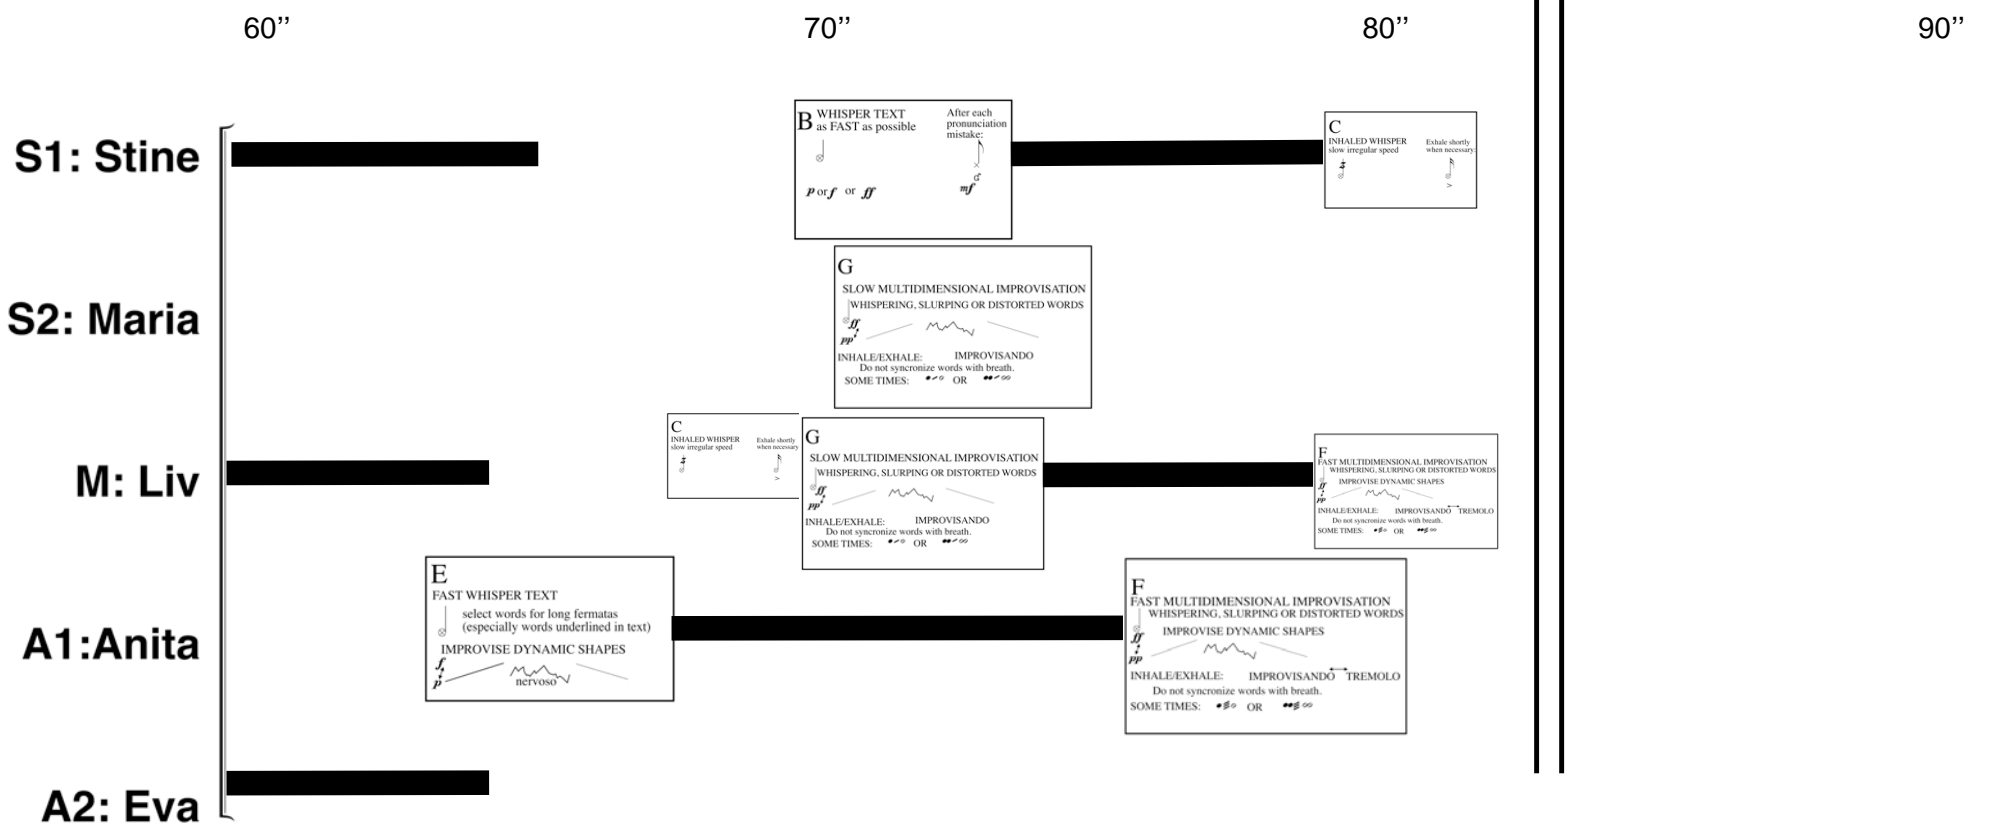 60’’ 70’’ 80’’ 90’’
S1: Stine
B WHISPER TEXT
as FAST as possible
After each
pronunciation
mistake:
p or f or ff
mf
C
INHALED WHISPER
slow irregular speed
Exhale shortly
when necessary:
S2: Maria
G
SLOW MULTIDIMENSIONAL IMPROVISATION
WHISPERING, SLURPING OR DISTORTED WORDS
ff
pp
INHALE/EXHALE: IMPROVISANDO
Do not syncronize words with breath.
SOME TIMES: OR
M: Liv
C
INHALED WHISPER
slow irregular speed
Exhale shortly
when necessary
G
SLOW MULTIDIMENSIONAL IMPROVISATION
WHISPERING, SLURPING OR DISTORTED WORDS
ff
pp
INHALE/EXHALE: IMPROVISANDO
Do not syncronize words with breath.
SOME TIMES: OR
F
FAST MULTIDIMENSIONAL IMPROVISATION
WHISPERING, SLURPING OR DISTORTED WORDS
IMPROVISE DYNAMIC SHAPES
ff
pp
INHALE/EXHALE: IMPROVISANDO TREMOLO
Do not syncronize words with breath.
SOME TIMES: OR
A1:Anita
E
FAST WHISPER TEXT
select words for long fermatas
(especially words underlined in text)
IMPROVISE DYNAMIC SHAPES
f
p
nervoso
F
FAST MULTIDIMENSIONAL IMPROVISATION
WHISPERING, SLURPING OR DISTORTED WORDS
IMPROVISE DYNAMIC SHAPES
ff
pp
INHALE/EXHALE: IMPROVISANDO TREMOLO
Do not syncronize words with breath.
SOME TIMES: OR
A2: Eva